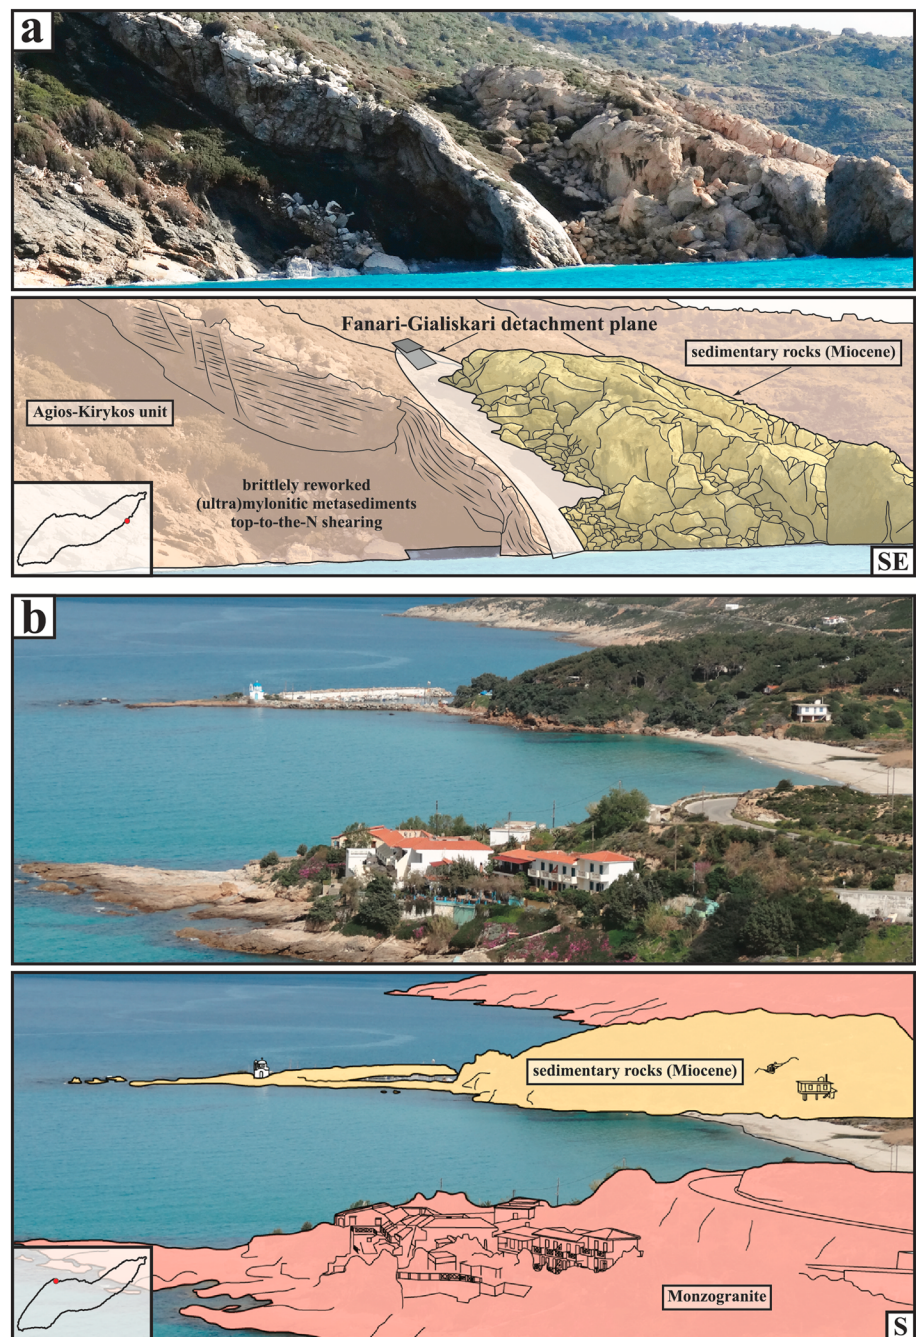 a
Fanari-Gialiskari detachment plane
sedimentary rocks (Miocene)
Agios-Kirykos unit
brittlely reworked
(ultra)mylonitic metasediments
top-to-the-N shearing
SE
b
sedimentary rocks (Miocene)
Monzogranite
S